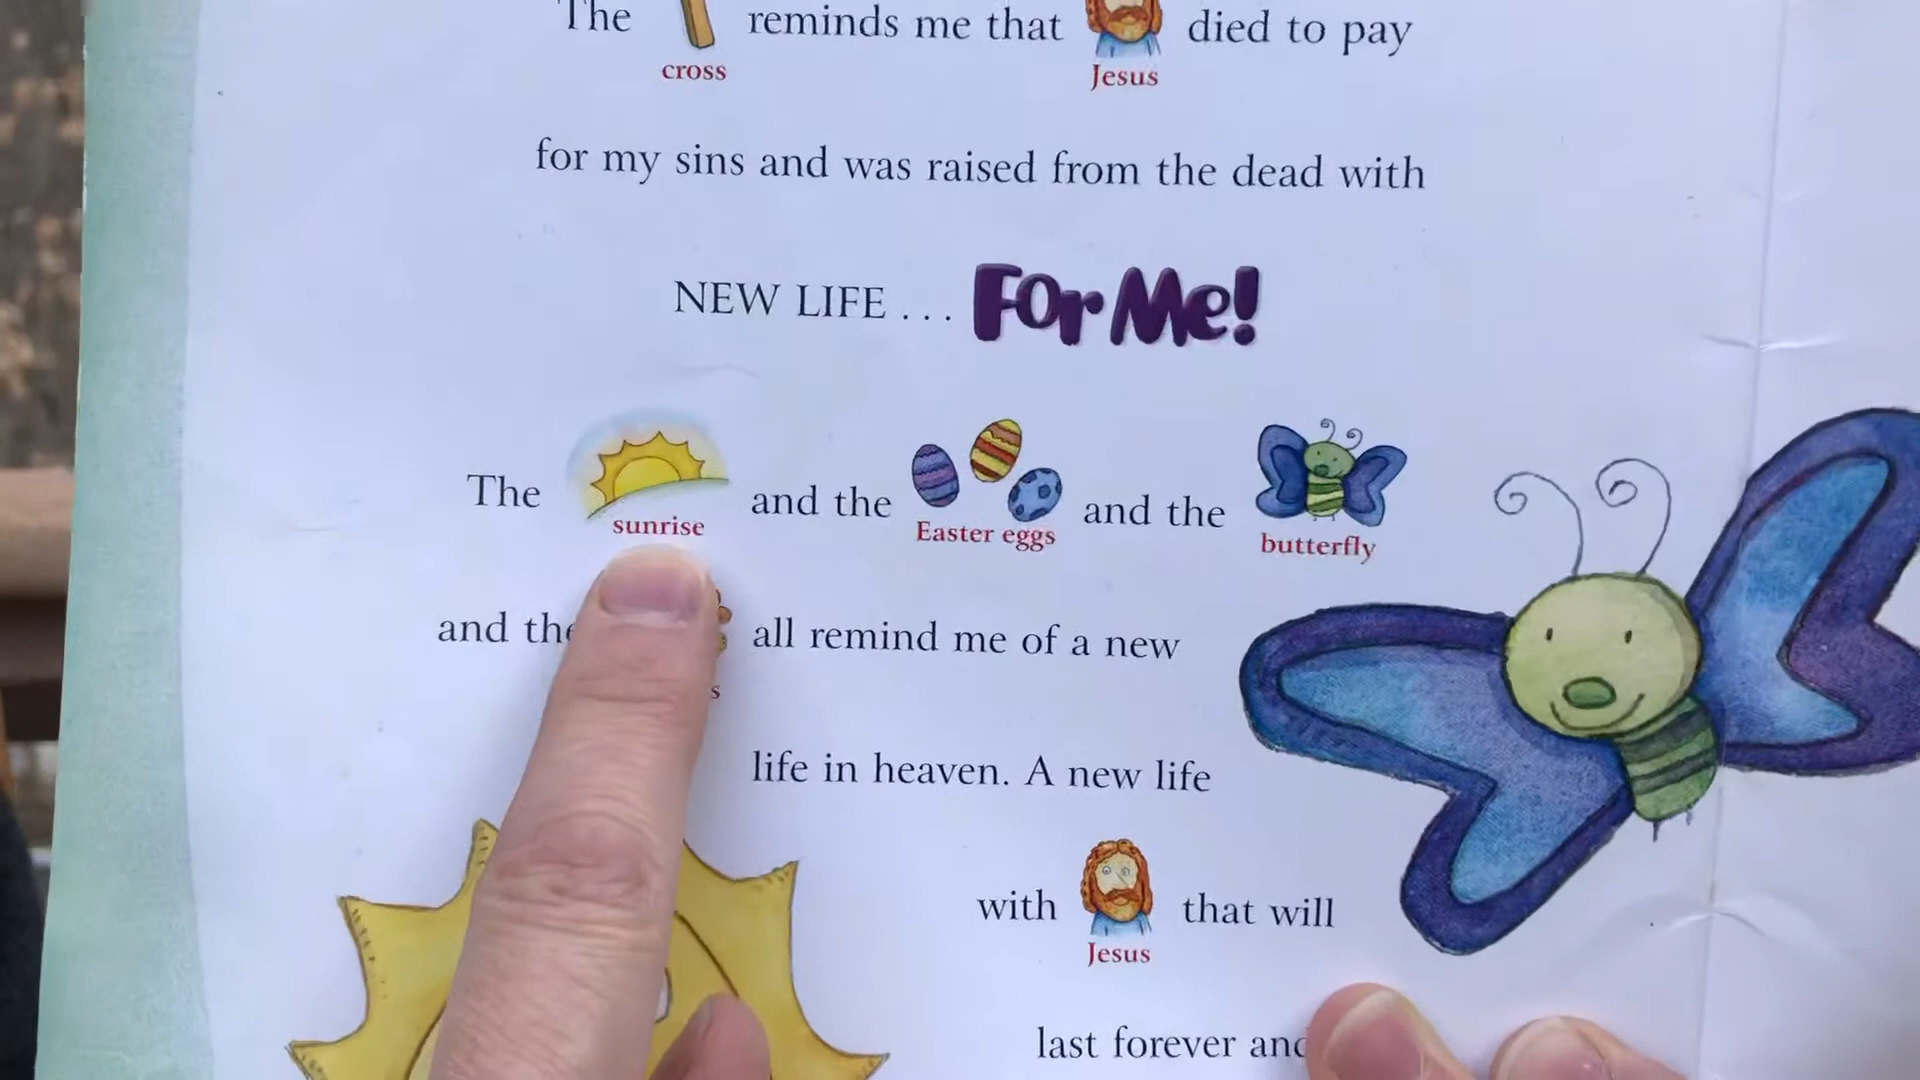 The cross reminds me that Jesus died to pay
for my sins and was raised from the dead with
NEW LIFE . . . For Me!
The sunrise and the Easter eggs and the butterfly
and the all remind me of a new
life in heaven. A new life
with Jesus that will
last forever and